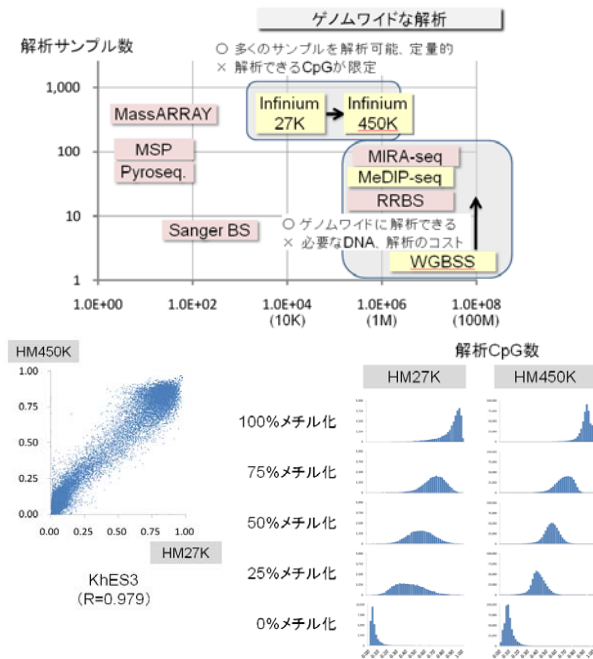 ゲノムワイドな解析
解析サンプル数
○ 多くのサンプルを解析可能、定量的
× 解析できるCpGが限定
1,000
100
10
1
MassARRAY
Infinium
27K
Infinium
450K
MSP
Pyroseq.
MIRA-seq
MeDIP-seq
RRBS
Sanger BS
○ ゲノムワイドに解析できる
× 必要なDNA、解析のコスト
WGBSS
1.0E+00 1.0E+02 1.0E+04 1.0E+06 1.0E+08
(10K) (1M) (100M)
解析CpG数
HM450K
1.00
0.75
0.50
0.25
0.00
0.00 0.25 0.50 0.75 1.00
HM27K
KhES3
(R=0.979)
HM27K HM450K
100%メチル化
75%メチル化
50%メチル化
25%メチル化
0%メチル化